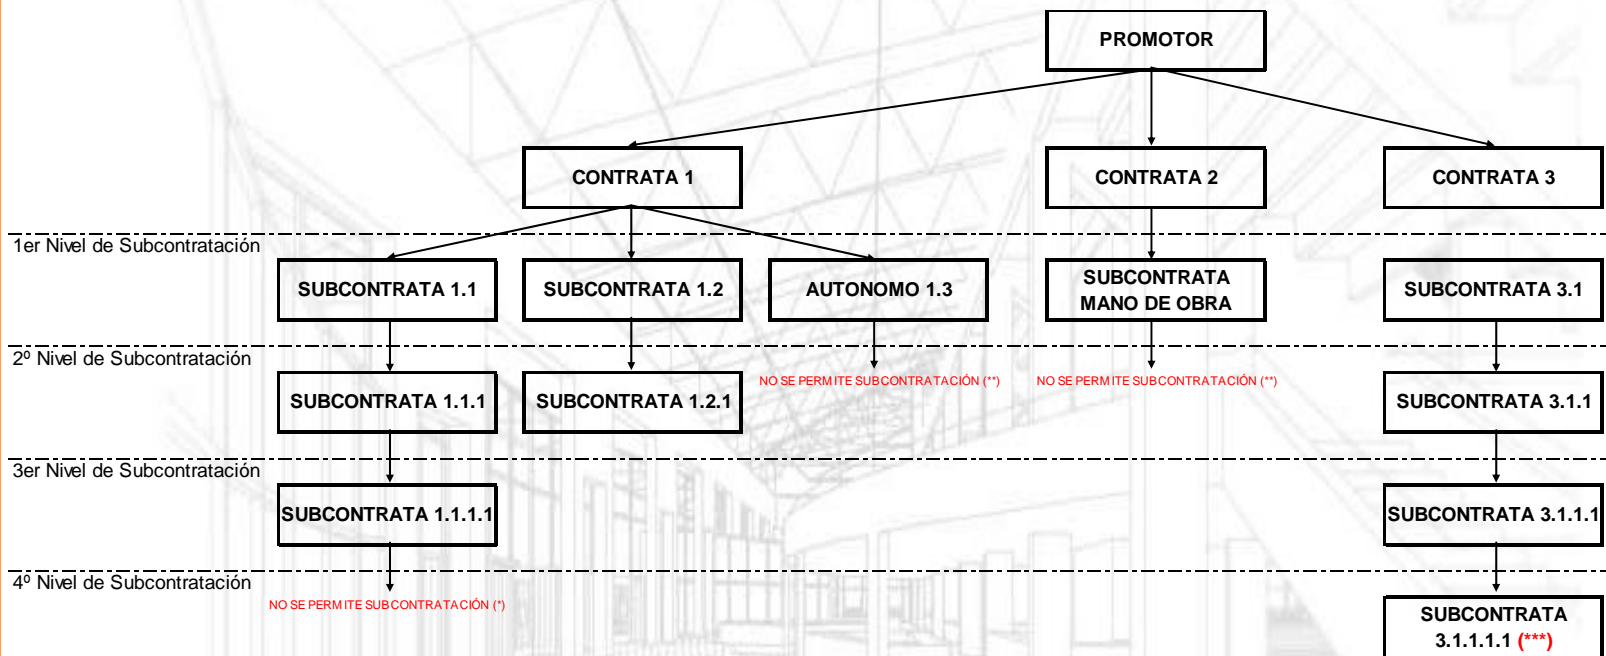 PROMOTOR
CONTRATA 1
CONTRATA 2
CONTRATA 3
1er Nivel de Subcontratación
SUBCONTRATA 1.1
SUBCONTRATA 1.2
AUTONOMO 1.3
SUBCONTRATA
MANO DE OBRA
SUBCONTRATA 3.1
2º Nivel de Subcontratación
SUBCONTRATA 1.1.1
SUBCONTRATA 1.2.1
NO SE PERMITE SUBCONTRATACIÓN (**)
NO SE PERMITE SUBCONTRATACIÓN (**)
SUBCONTRATA 3.1.1
3er Nivel de Subcontratación
SUBCONTRATA 1.1.1.1
SUBCONTRATA 3.1.1.1
4º Nivel de Subcontratación
NO SE PERMITE SUBCONTRATACIÓN (*)
SUBCONTRATA
3.1.1.1.1 (***)